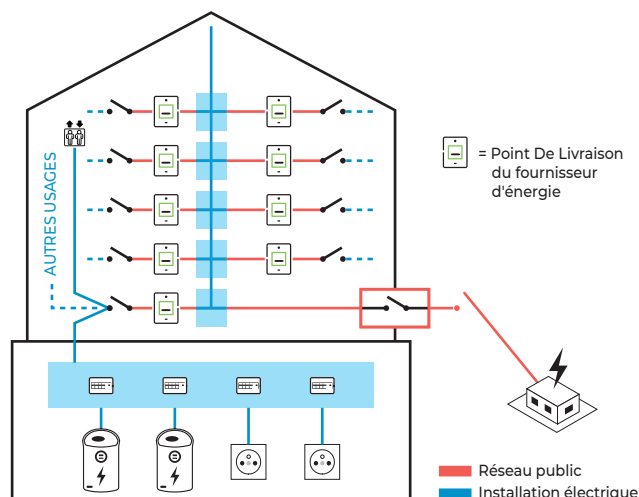 AUTRES USAGES
= Point De Livraison
du fournisseur
d'énergie
Réseau public
Installation électrique